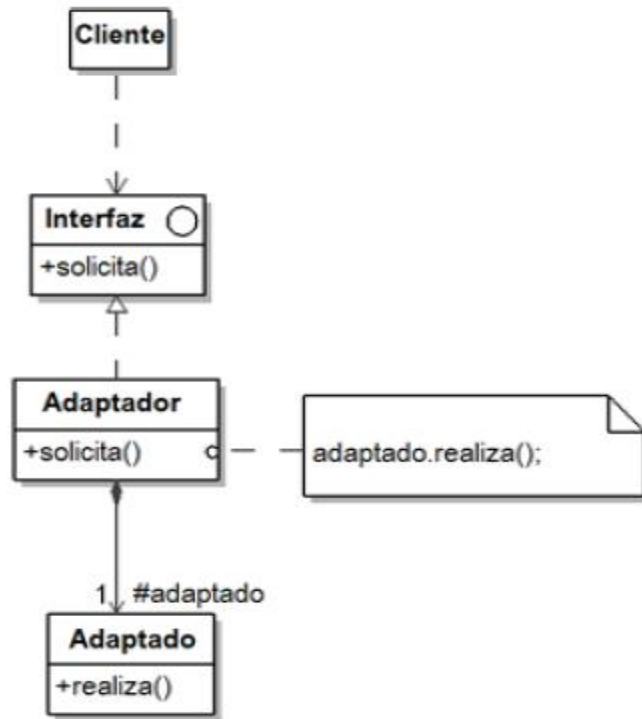 Cliente
Interfaz
+solicita()
Adaptador
+solicita()
adaptado.realiza();
1 #adaptado
Adaptado
+realiza()